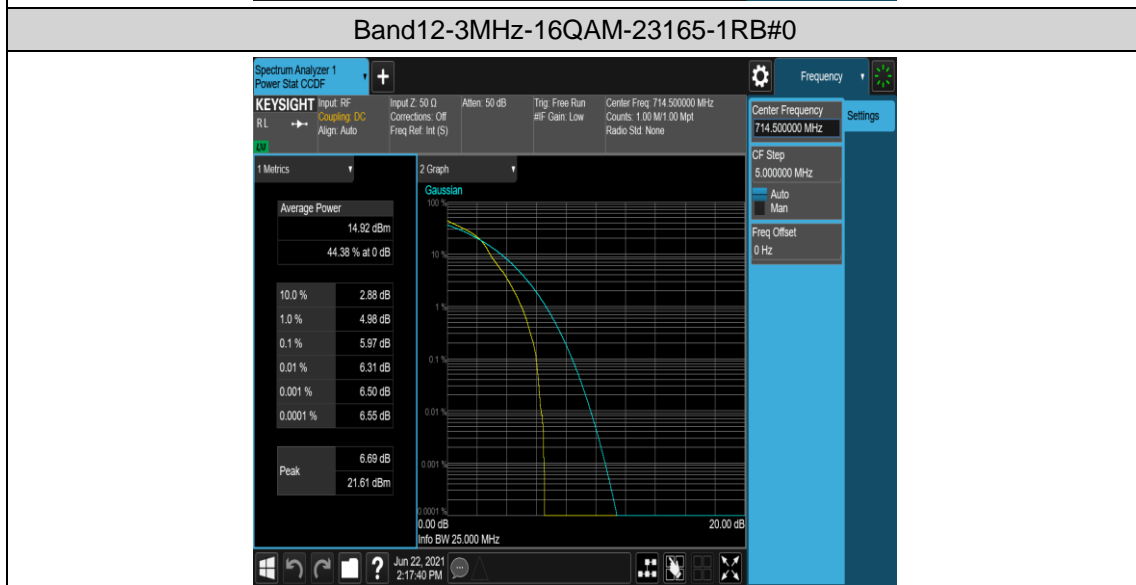 Band12-3MHz-16QAM-23165-1RB#0
Spectrum Analyzer 1
Power Stat CCDF
Frequency
KEYSIGHT
RL
Input: RF
Coupling: DC
Align: Auto
Input Z: 50 Ω
Corrections: Off
Freq Ref: Int (S)
Atten: 50 dB
Trig: Free Run
#IF Gain: Low
Center Freq: 714.500000 MHz
Counts: 1.00 M/1.00 Mpt
Radio Std: None
Center Frequency
714.500000 MHz
Settings
CF Step
5.000000 MHz
Auto
Man
Freq Offset
0 Hz
1 Metrics
Average Power
14.92 dBm
44.38 % at 0 dB
10.0 % 2.88 dB
1.0 % 4.98 dB
0.1 % 5.97 dB
0.01 % 6.31 dB
0.001 % 6.50 dB
0.0001 % 6.55 dB
Peak 6.69 dB
21.61 dBm
2 Graph
Gaussian
100 %
10 %
1 %
0.1 %
0.01 %
0.001 %
0.0001 %
0.00 dB 20.00 dB
Info BW 25.000 MHz
Jun 22, 2021
2:17:40 PM